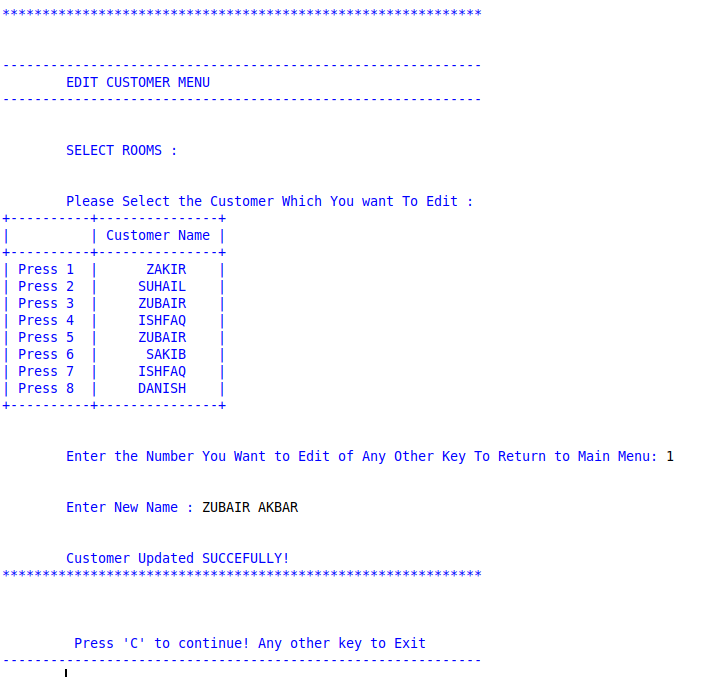 ************************************************************
------------------------------------------------------------
EDIT CUSTOMER MENU
------------------------------------------------------------
SELECT ROOMS :
Please Select the Customer Which You want To Edit :
+----------+---------------+
|          | Customer Name |
+----------+---------------+
| Press 1  |      ZAKIR    |
| Press 2  |     SUHAIL    |
| Press 3  |     ZUBAIR    |
| Press 4  |     ISHFAQ    |
| Press 5  |     ZUBAIR    |
| Press 6  |      SAKIB    |
| Press 7  |     ISHFAQ    |
| Press 8  |     DANISH    |
+----------+---------------+
Enter the Number You Want to Edit of Any Other Key To Return to Main Menu: 1
Enter New Name : ZUBAIR AKBAR
Customer Updated SUCCEFULLY!
************************************************************
Press 'C' to continue! Any other key to Exit
------------------------------------------------------------